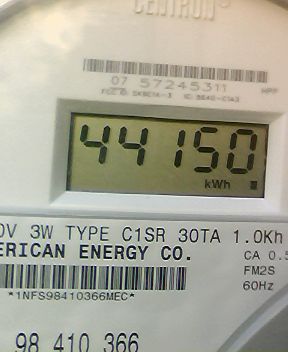 CENTRON
07 57245311
44150
kWh
0V 3W TYPE C1SR 30TA 1.0Kh
ERICAN ENERGY CO.
CA 0.5
FM2S
*1NFS98410366MEC*
60Hz
98 410 366